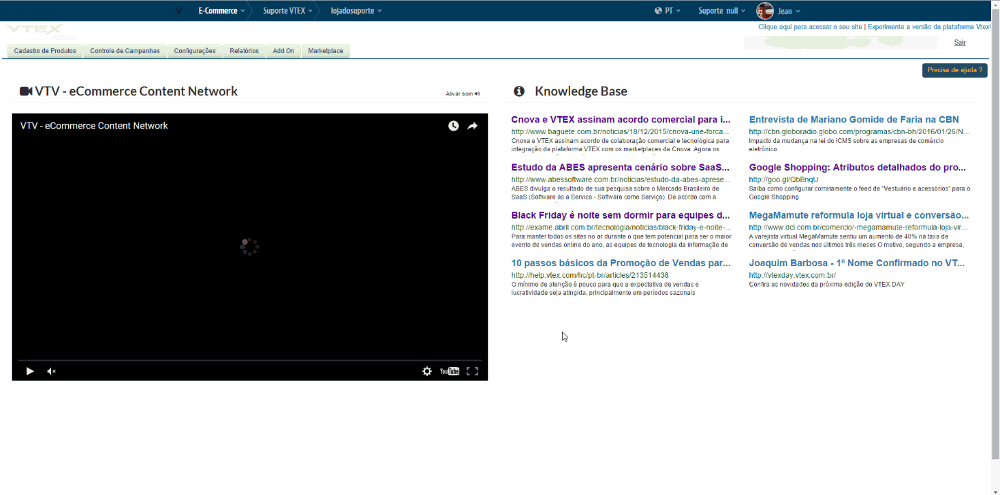 E-Commerce Suporte VTEX lojadosuporte PT Suporte null Jean
VTEX
Clique aqui para acessar o seu site | Experimente a versão da plataforma Vtex!
Sair
Cadastro de Produtos Controle de Campanhas Configurações Relatórios Add On Marketplace
Precisa de ajuda ?
VTV - eCommerce Content Network
Ativar som
VTV - eCommerce Content Network
YouTube
Knowledge Base
Cnova e VTEX assinam acordo comercial para i...
http://www.baguete.com.br/noticias/18/12/2015/cnova-une-forca...
Cnova e VTEX assinam acordo de colaboração comercial e tecnológica para
integração da plataforma VTEX com os marketplaces da Cnova. Agora os
Entrevista de Mariano Gomide de Faria na CBN
http://cbn.globoradio.globo.com/programas/cbn-bh/2016/01/26/N...
Impacto da mudança na lei do ICMS sobre as empresas de comércio
eletrônico
Estudo da ABES apresenta cenário sobre SaaS...
http://www.abessoftware.com.br/noticias/estudo-da-abes-aprese...
ABES divulga o resultado de sua pesquisa sobre o Mercado Brasileiro de
SaaS (Software as a Service - Software como Serviço). De acordo com a
Google Shopping: Atributos detalhados do pro...
http://goo.gl/QbBnqU
Saiba como configurar corretamente o feed de "Vestuário e acessórios" para o
Google Shopping
Black Friday é noite sem dormir para equipes d...
http://exame.abril.com.br/tecnologia/noticias/black-friday-e-noite-...
Para manter todos os sites no ar durante o que tem potencial para ser o maior
evento de vendas online do ano, as equipes de tecnologia da informação de
MegaMamute reformula loja virtual e conversão...
http://www.dci.com.br/comercio/-megamamute-reformula-loja-vir...
A varejista virtual MegaMamute sentiu um aumento de 40% na taxa de
conversão de vendas nos últimos três meses O motivo, segundo a empresa,
10 passos básicos da Promoção de Vendas par...
http://help.vtex.com/hc/pt-br/articles/213514438
O mínimo de atenção é pouco para que a expectativa de vendas e
lucratividade seja atingida, principalmente em períodos sazonais
Joaquim Barbosa - 1º Nome Confirmado no VT...
http://vtexday.vtex.com.br/
Confira as novidades da próxima edição do VTEX DAY